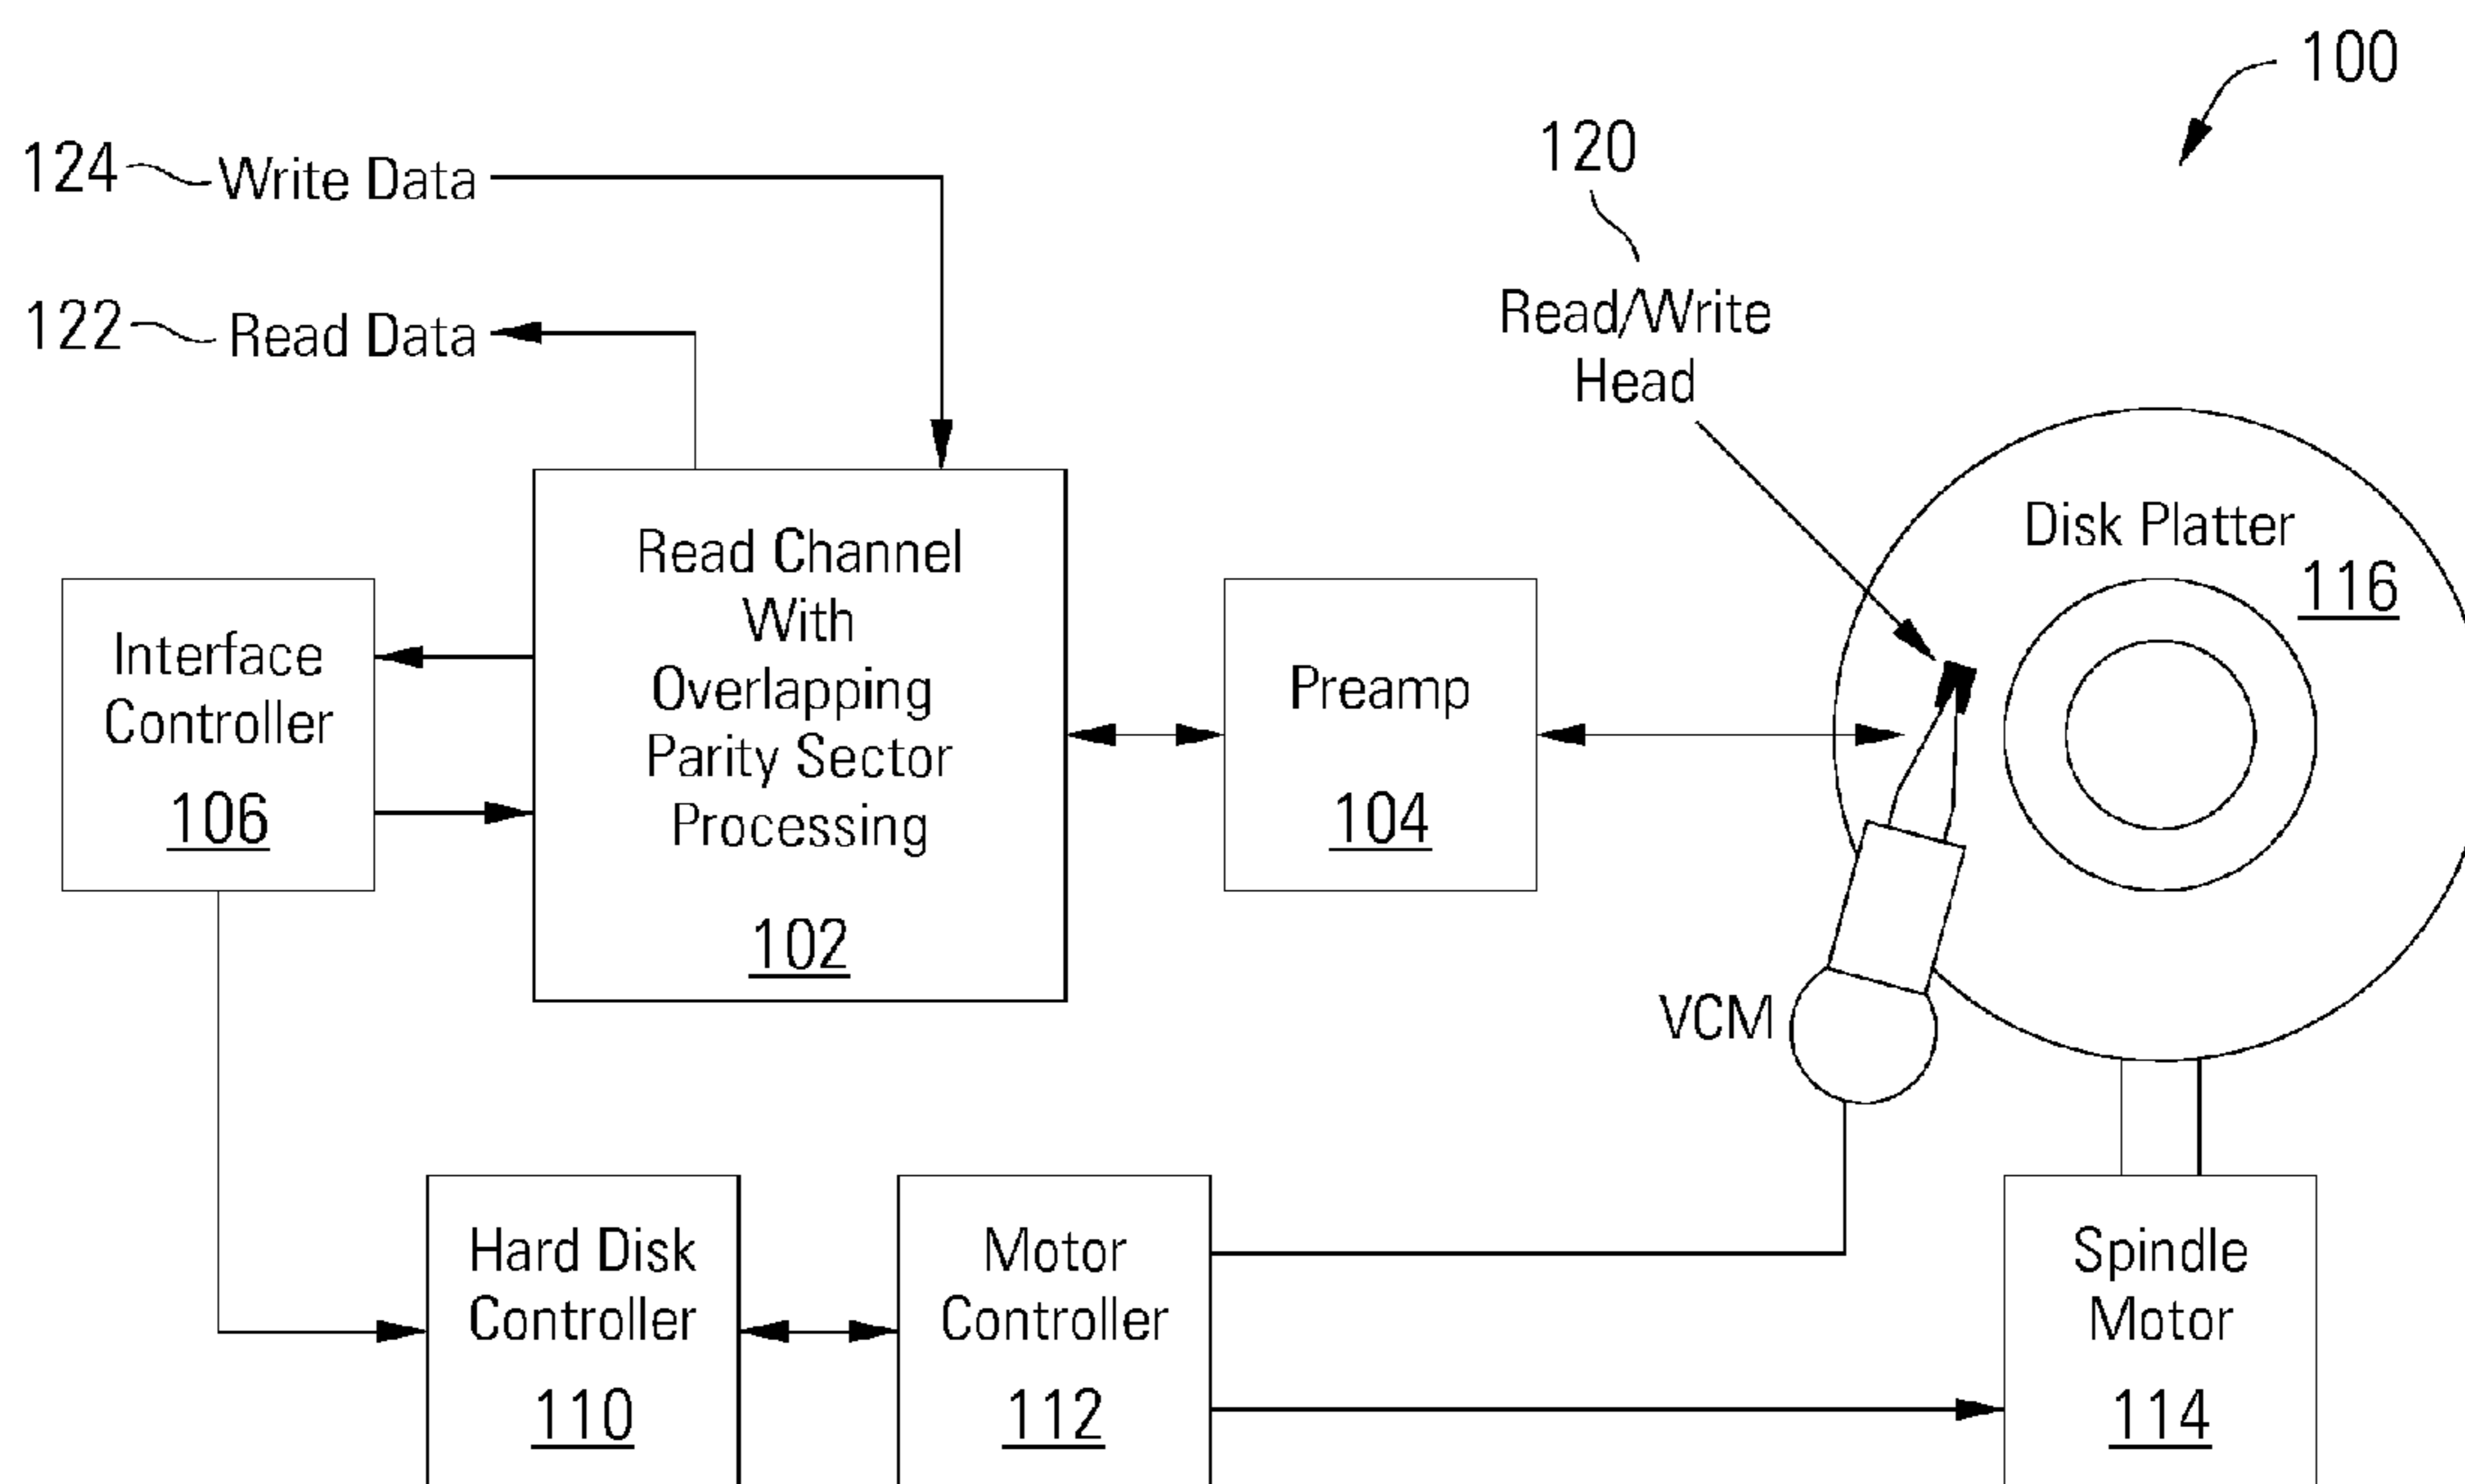 100
120
124 Write Data
122 Read Data
Read/Write
Head
Disk Platter
116
Read Channel
With
Overlapping
Parity Sector
Processing
102
Interface
Controller
106
Preamp
104
VCM
Hard Disk
Controller
110
Motor
Controller
112
Spindle
Motor
114